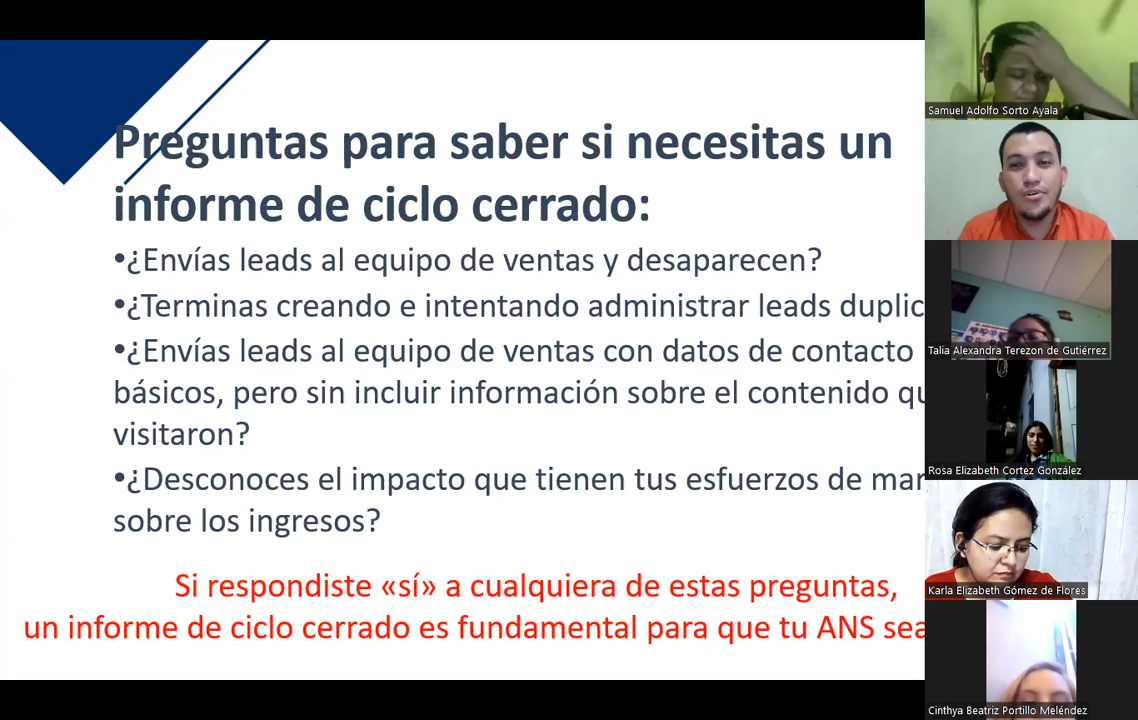 Preguntas para saber si necesitas un
informe de ciclo cerrado:
•¿Envías leads al equipo de ventas y desaparecen?
•¿Terminas creando e intentando administrar leads
•¿Envías leads al equipo de ventas con datos de contacto
básicos, pero sin incluir información sobre el contenido
visitaron?
•¿Desconoces el impacto que tienen tus esfuerzos de
sobre los ingresos?
Si respondiste «sí» a cualquiera de estas preguntas,
un informe de ciclo cerrado es fundamental para que tu ANS sea
Samuel Adolfo Sorto Ayala
Talia Alexandra Terezon de Gutiérrez
Rosa Elizabeth Cortez González
Karla Elizabeth Gómez de Flores
Cinthya Beatriz Portillo Meléndez